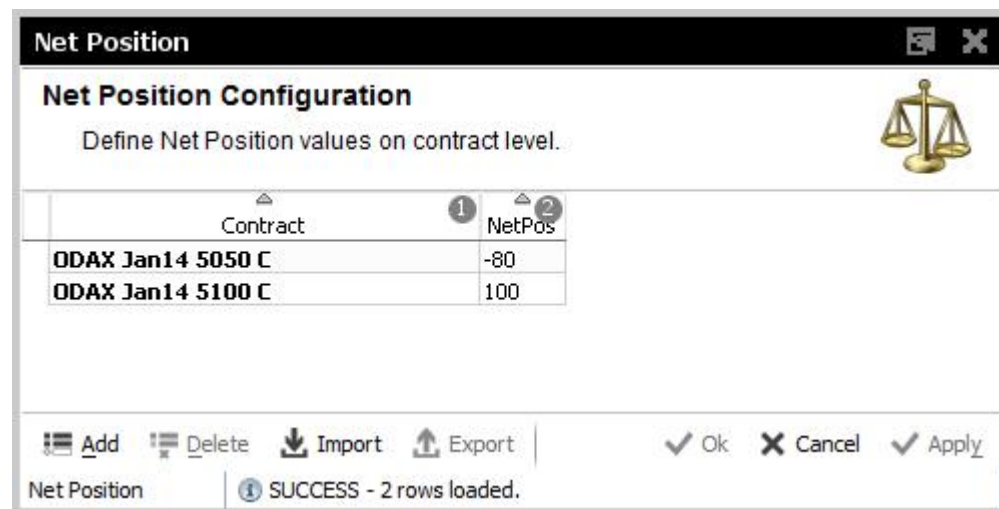 Net Position
Net Position Configuration
Define Net Position values on contract level.
Contract 1 NetPos 2
ODAX Jan14 5050 C -80
ODAX Jan14 5100 C 100
Add Delete Import Export Ok Cancel Apply
Net Position SUCCESS - 2 rows loaded.